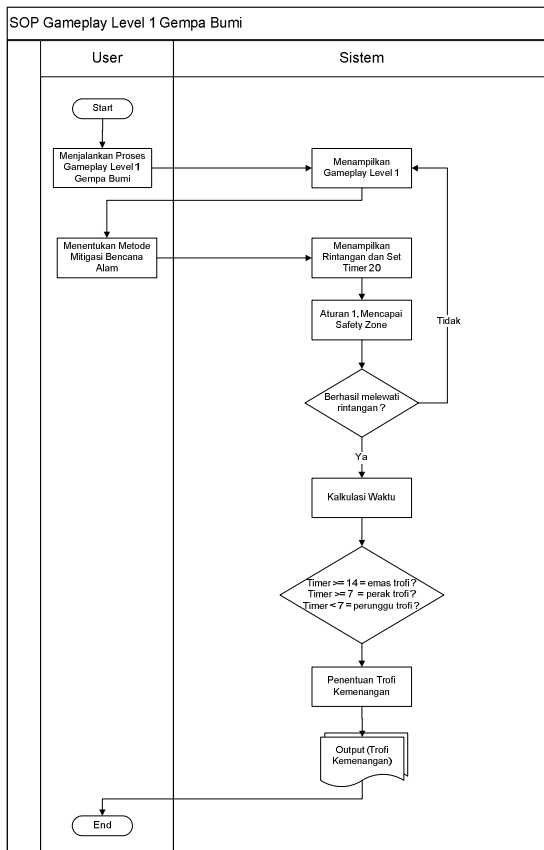 SOP Gameplay Level 1 Gempa Bumi
User
Sistem
Start
Menjalankan Proses
Gameplay Level 1
Gempa Bumi
Menampilkan
Gameplay Level 1
Menentukan Metode
Mitigasi Bencana
Alam
Menampilkan
Rintangan dan Set
Timer 20
Aturan 1, Mencapai
Safety Zone
Tidak
Berhasil melewati
rintangan ?
Ya
Kalkulasi Waktu
Timer >= 14 = emas trofi?
Timer >= 7 = perak trofi?
Timer < 7 = perunggu trofi?
Penentuan Trofi
Kemenangan
Output (Trofi
Kemenangan)
End